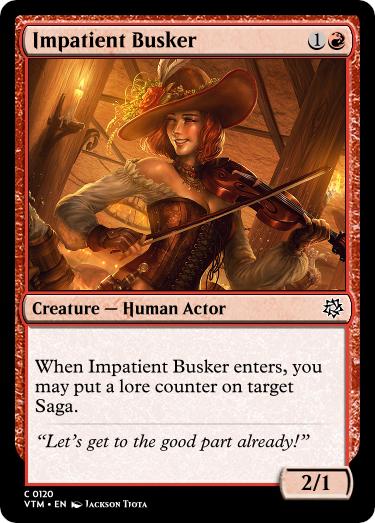 Impatient Busker 1
Creature — Human Actor
When Impatient Busker enters, you
may put a lore counter on target
Saga.
“Let’s get to the good part already!”
2/1
C 0120
VTM • EN Jackson Tjota